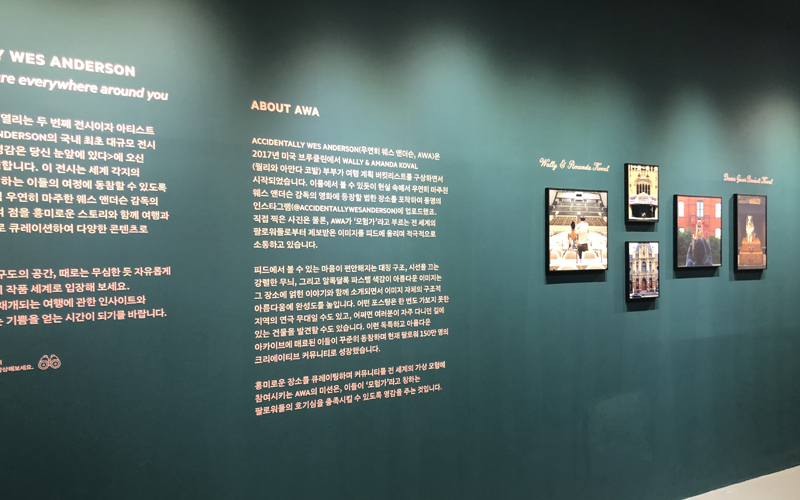 Y WES ANDERSON
re everywhere around you
열리는 두 번째 전시이자 아티스트
NDERSON의 국내 최초 대규모 전시
영감은 당신 눈앞에 있다>에 오신
합니다. 이 전시는 세계 각지의
하는 이들의 여정에 동참할 수 있도록
우연히 마주한 웨스 앤더슨 감독의
점을 흥미로운 스토리와 함께 여행과
로 큐레이션하여 다양한 콘텐츠로
구도의 공간, 때로는 무심한 듯 자유롭게
색 작품 세계로 입장해 보세요.
재개되는 여행에 관한 인사이트와
는 기쁨을 얻는 시간이 되기를 바랍니다.
상해보세요.
ABOUT AWA
ACCIDENTALLY WES ANDERSON(우연히 웨스 앤더슨, AWA)은
2017년 미국 브루클린에서 WALLY & AMANDA KOVAL
(월리와 아만다 코발) 부부가 여행 계획 버킷리스트를 구상하면서
시작되었습니다. 이름에서 볼 수 있듯이 현실 속에서 우연히 마주친
웨스 앤더슨 감독의 영화에 등장할 법한 장소를 포착하여 동명의
인스타그램(@ACCIDENTALLYWESANDERSON)에 업로드했고,
직접 찍은 사진은 물론, AWA가 '모험가'라고 부르는 전 세계의
팔로워들로부터 제보받은 이미지를 피드에 올리며 적극적으로
소통하고 있습니다.
피드에서 볼 수 있는 마음이 편안해지는 대칭 구조, 시선을 끄는
강렬한 무늬, 그리고 알록달록 파스텔 색감이 아름다운 이미지는
그 장소에 얽힌 이야기와 함께 소개되면서 이미지 자체의 구조적
아름다움에 완성도를 높입니다. 어떤 포스팅은 한 번도 가보지 못한
지역의 연극 무대일 수도 있고, 어쩌면 여러분이 자주 다니던 길에
있는 건물을 발견할 수도 있습니다. 이런 독특하고 아름다운
아카이브에 매료된 이들이 꾸준히 동참하며 현재 팔로워 150만 명의
크리에이티브 커뮤니티로 성장했습니다.
흥미로운 장소를 큐레이팅하며 커뮤니티를 전 세계의 가상 모험에
참여시키는 AWA의 미션은, 이들이 '모험가'라고 칭하는
팔로워들의 호기심을 충족시킬 수 있도록 영감을 주는 것입니다.
Wally & Amanda Koval